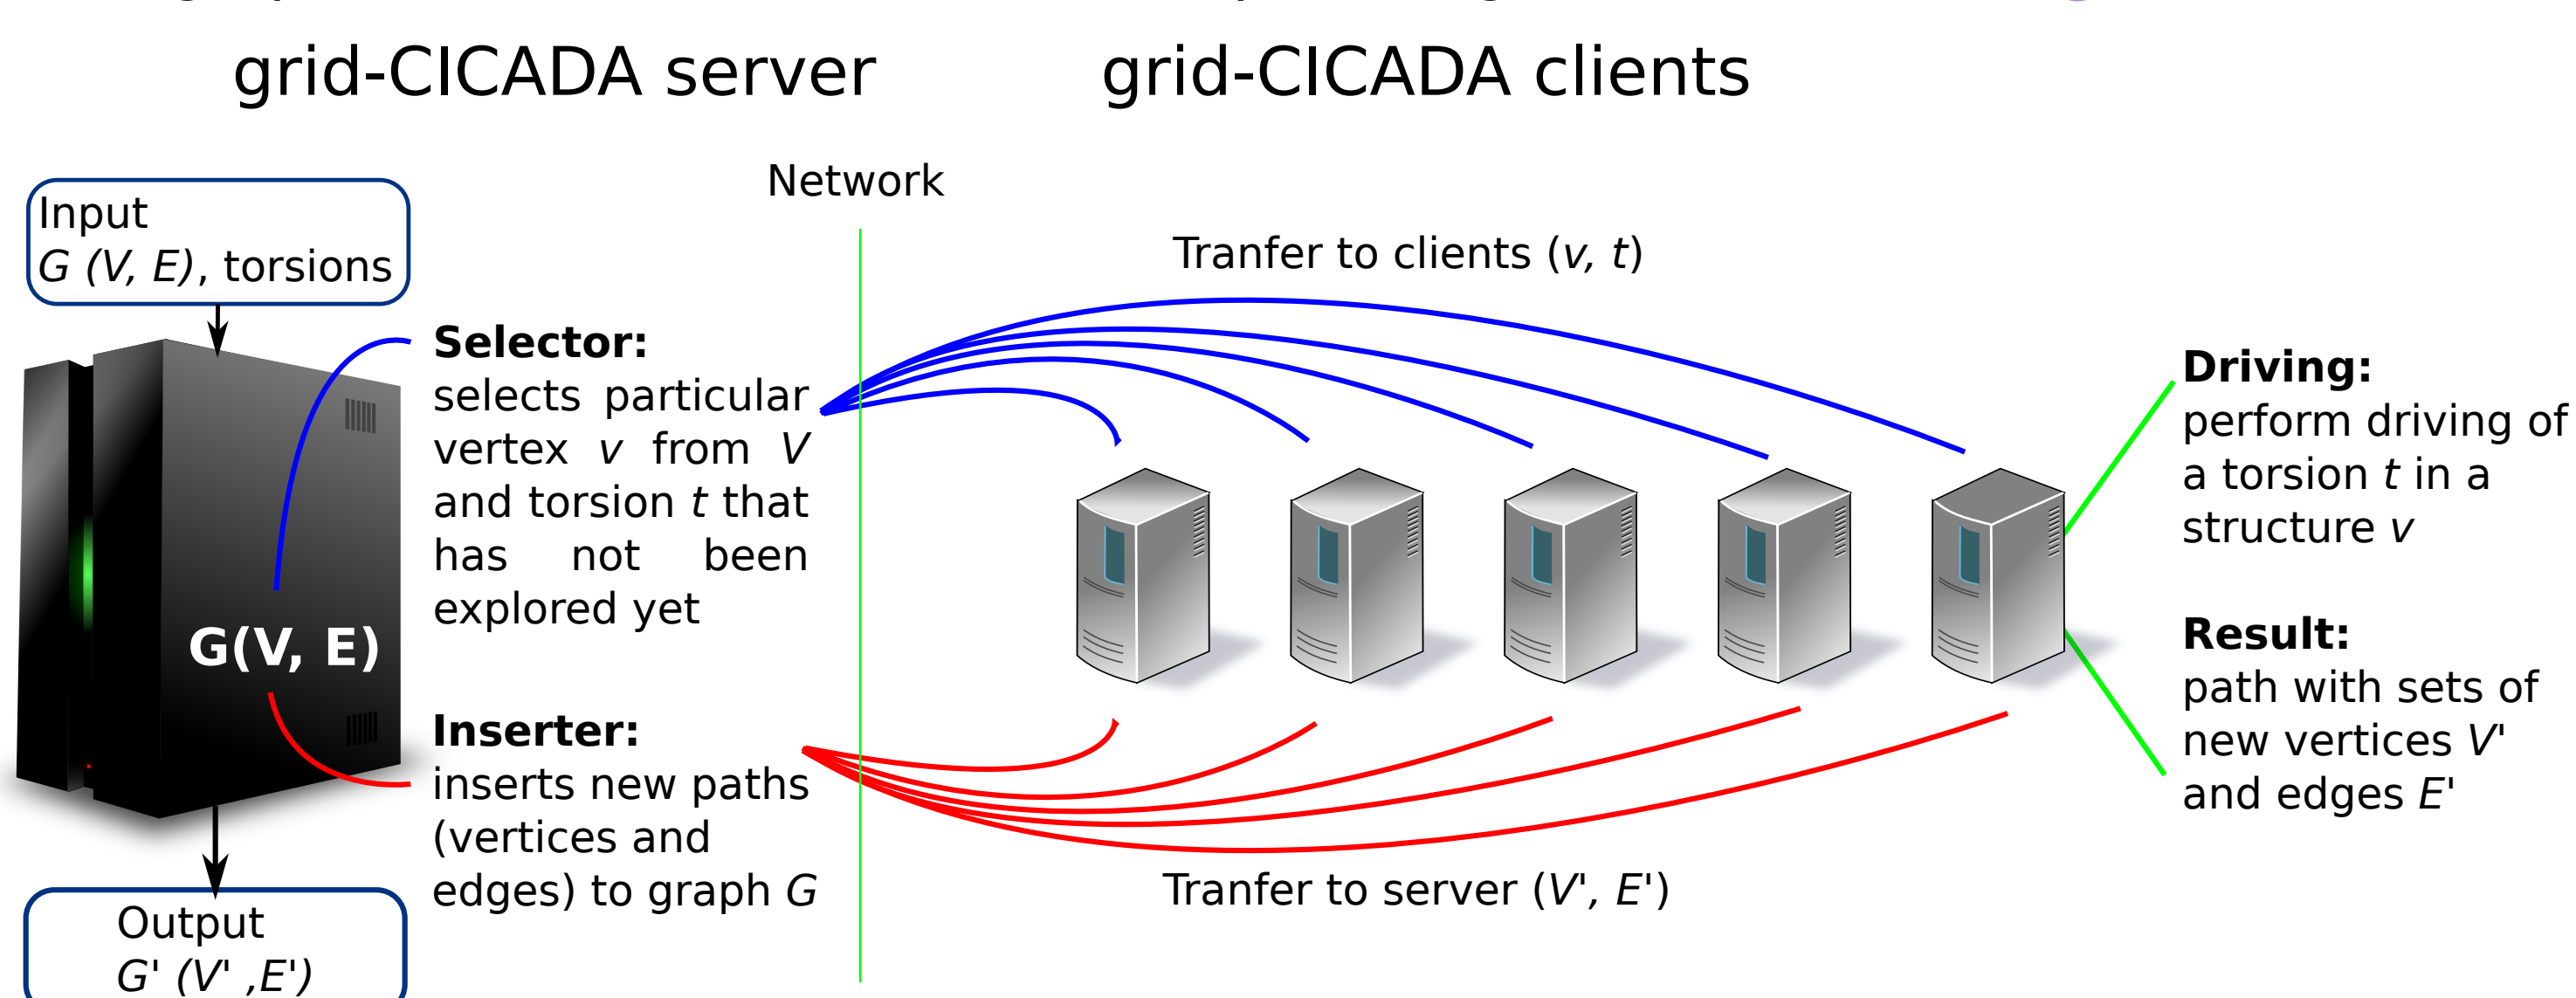 grid-CICADA server
grid-CICADA clients
Network
Input
G (V, E), torsions
Tranfer to clients (v, t)
Selector:
selects particular
vertex v from V
and torsion t that
has not been
explored yet
G(V, E)
Driving:
perform driving of
a torsion t in a
structure v
Result:
path with sets of
new vertices V'
and edges E'
Inserter:
inserts new paths
(vertices and
edges) to graph G
Tranfer to server (V', E')
Output
G' (V' ,E')